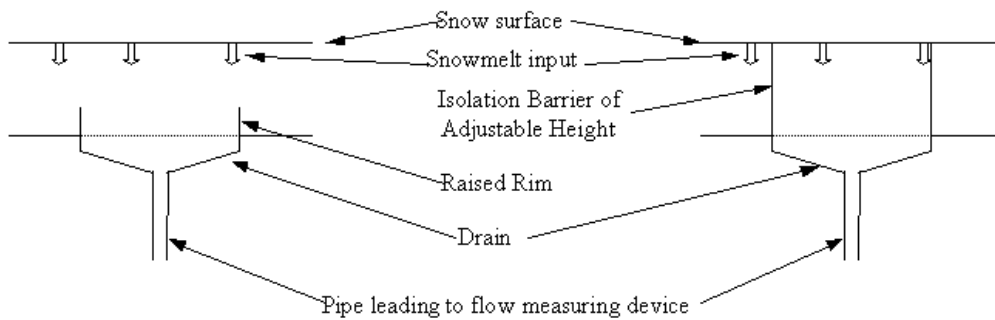 Snow surface
Snowmelt input
Isolation Barrier of
Adjustable Height
Raised Rim
Drain
Pipe leading to flow measuring device